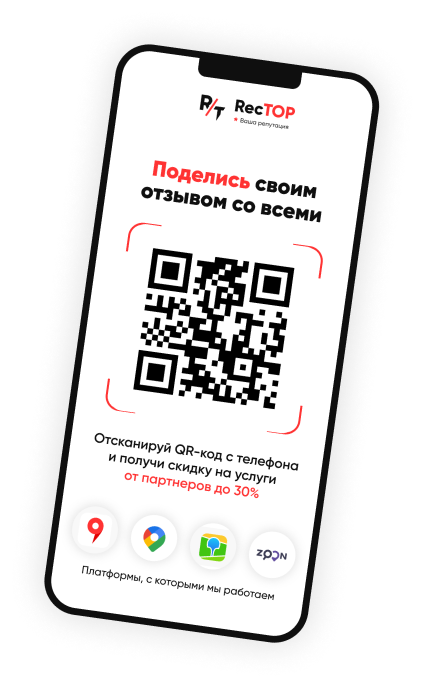 R/T RecTOP
Ваша репутация
Поделись своим
отзывом со всеми
Отсканируй QR-код с телефона
и получи скидку на услуги
от партнеров до 30%
zoon
Платформы, с которыми мы работаем